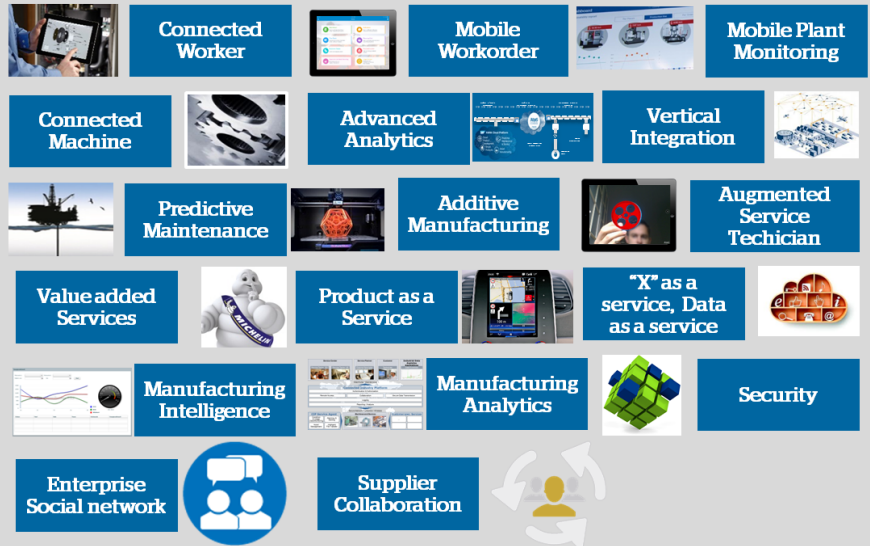 Connected
Worker
Mobile
Workorder
Mobile Plant
Monitoring
Connected
Machine
Advanced
Analytics
Vertical
Integration
Predictive
Maintenance
Additive
Manufacturing
Augmented
Service
Techician
Value added
Services
MICHELIN
Product as a
Service
"X" as a
service, Data
as a service
Manufacturing
Intelligence
Manufacturing
Analytics
Security
Enterprise
Social network
Supplier
Collaboration